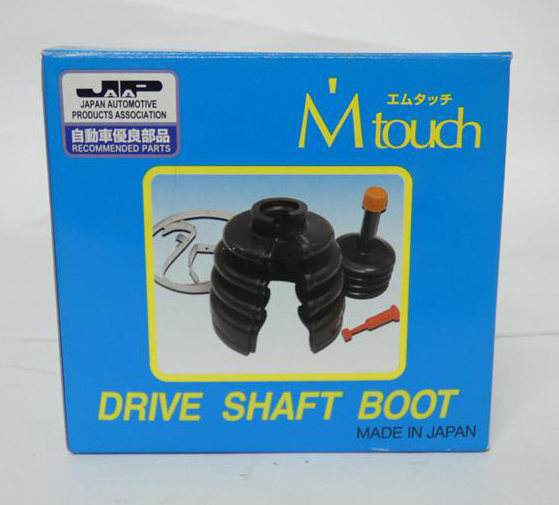 JAPA
JAPAN AUTOMOTIVE
PRODUCTS ASSOCIATION
自動車優良部品
RECOMMENDED PARTS
エムタッチ
M'touch
DRIVE SHAFT BOOT
MADE IN JAPAN